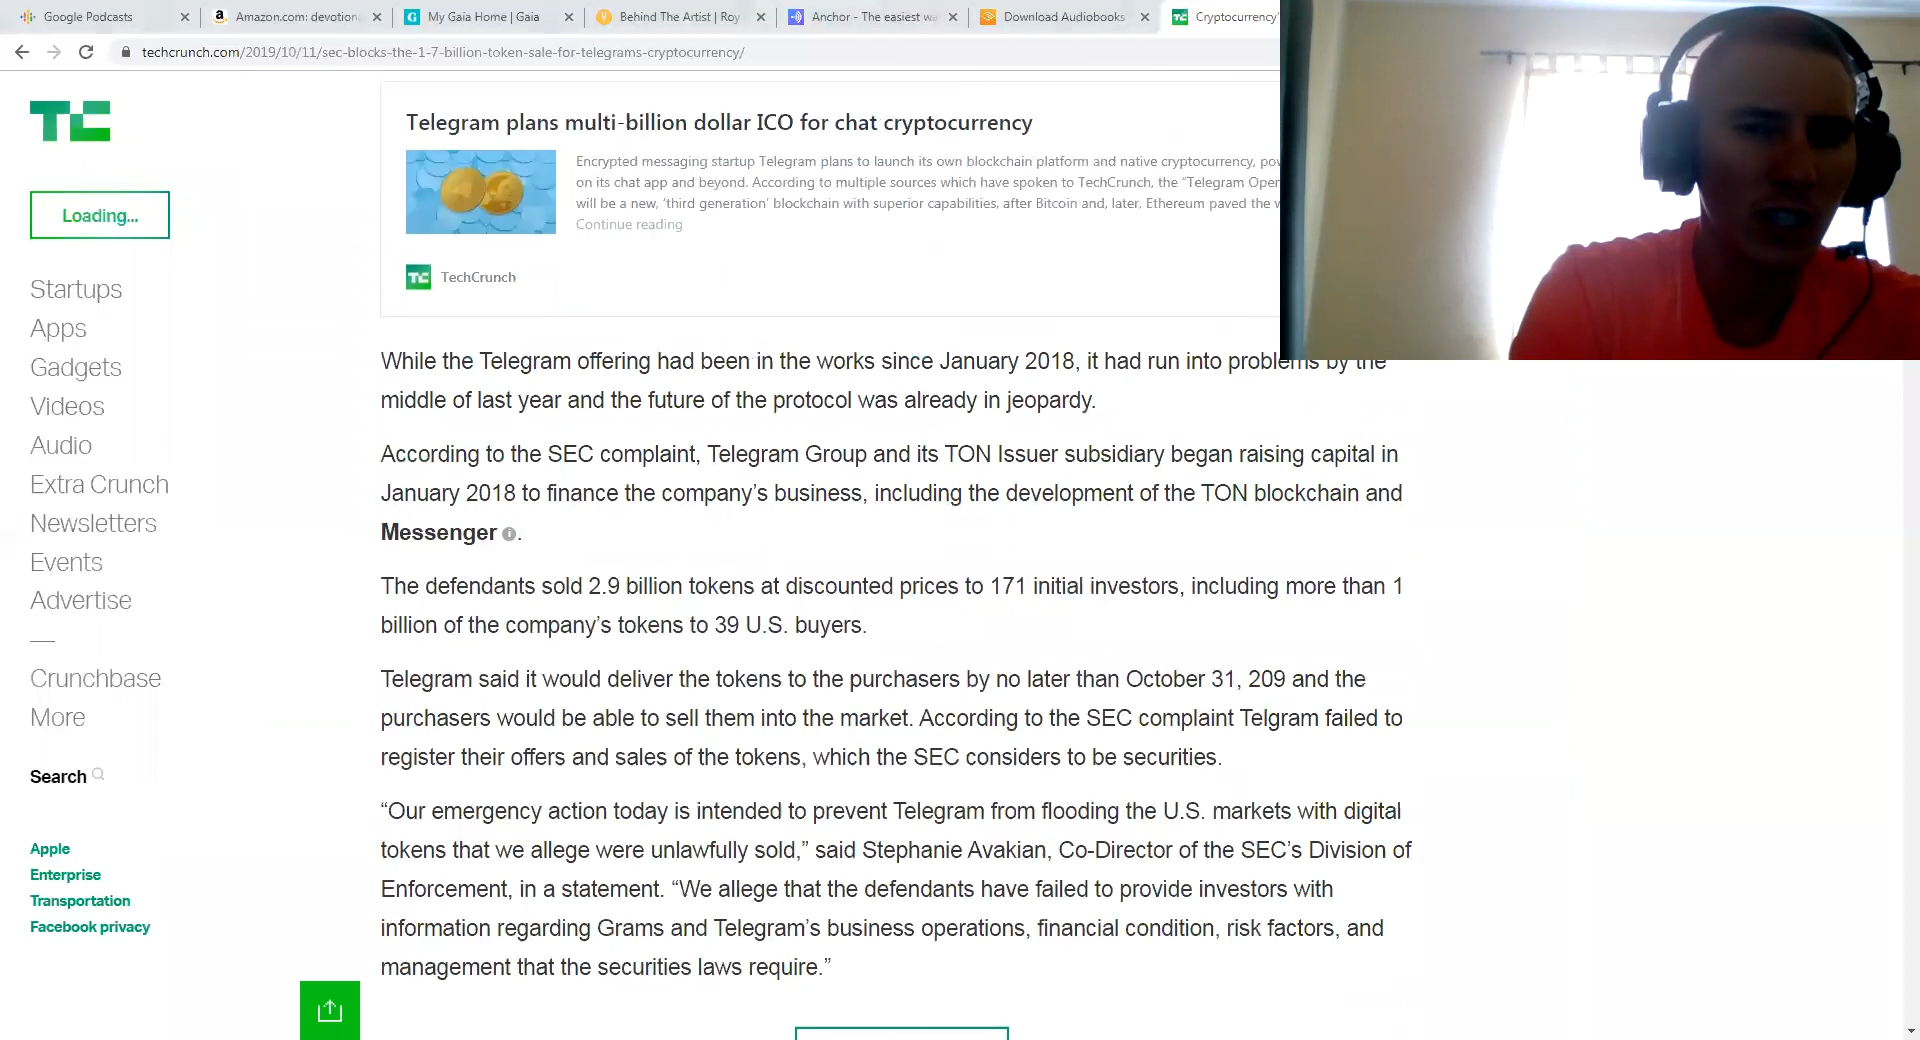 Google Podcasts
Amazon.com: devotion
My Gaia Home | Gaia
Behind The Artist | Roy
Anchor - The easiest wa
Download Audiobooks
Cryptocurrency'
techcrunch.com/2019/10/11/sec-blocks-the-1-7-billion-token-sale-for-telegrams-cryptocurrency/
TC
Loading...
Startups
Apps
Gadgets
Videos
Audio
Extra Crunch
Newsletters
Events
Advertise
—
Crunchbase
More
Search
Apple
Enterprise
Transportation
Facebook privacy
Telegram plans multi-billion dollar ICO for chat cryptocurrency
Encrypted messaging startup Telegram plans to launch its own blockchain platform and native cryptocurrency, po
on its chat app and beyond. According to multiple sources which have spoken to TechCrunch, the “Telegram Oper
will be a new, ‘third generation’ blockchain with superior capabilities, after Bitcoin and, later, Ethereum paved the w
Continue reading
TC TechCrunch
While the Telegram offering had been in the works since January 2018, it had run into problems by the
middle of last year and the future of the protocol was already in jeopardy.
According to the SEC complaint, Telegram Group and its TON Issuer subsidiary began raising capital in
January 2018 to finance the company’s business, including the development of the TON blockchain and
Messenger i.
The defendants sold 2.9 billion tokens at discounted prices to 171 initial investors, including more than 1
billion of the company’s tokens to 39 U.S. buyers.
Telegram said it would deliver the tokens to the purchasers by no later than October 31, 209 and the
purchasers would be able to sell them into the market. According to the SEC complaint Telgram failed to
register their offers and sales of the tokens, which the SEC considers to be securities.
“Our emergency action today is intended to prevent Telegram from flooding the U.S. markets with digital
tokens that we allege were unlawfully sold,” said Stephanie Avakian, Co-Director of the SEC’s Division of
Enforcement, in a statement. “We allege that the defendants have failed to provide investors with
information regarding Grams and Telegram’s business operations, financial condition, risk factors, and
management that the securities laws require.”